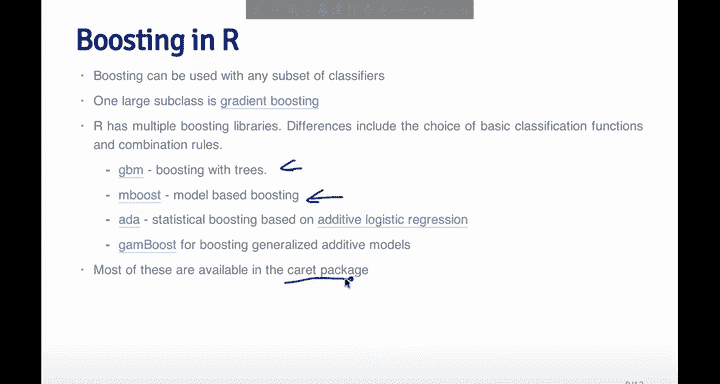 Boosting in R
· Boosting can be used with any subset of classifiers
· One large subclass is gradient boosting
· R has multiple boosting libraries. Differences include the choice of basic classification functions
and combination rules.
- gbm - boosting with trees.
- mboost - model based boosting
- ada - statistical boosting based on additive logistic regression
- gamBoost for boosting generalized additive models
· Most of these are available in the caret package